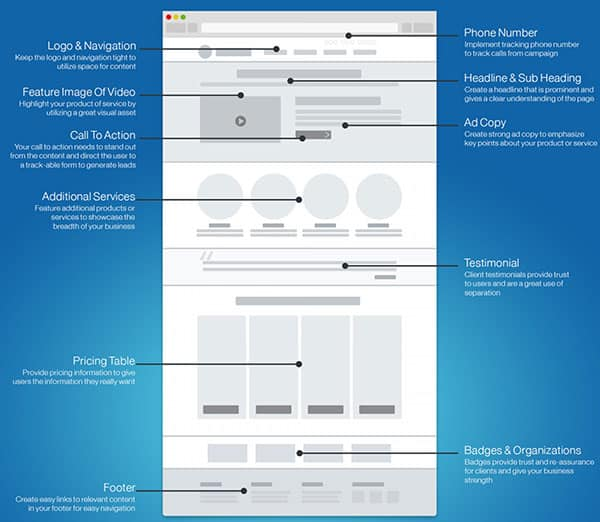 Phone Number
Implement tracking phone number
to track calls from campaign
Logo & Navigation
Keep the logo and navigation tight to
utilize space for content
Headline & Sub Heading
Create a headline that is prominent and
gives a clear understanding of the page
Feature Image Of Video
Highlight your product of service by
utilizing a great visual asset
Ad Copy
Create strong ad copy to emphasize
key points about your product or service
Call To Action
Your call to action needs to stand out
from the content and direct the user to
a track-able form to generate leads
Additional Services
Feature additional products or
services to showcase the
breadth of your business
Testimonial
Client testimonials provide trust
to users and are a great use of
separation
Pricing Table
Provide pricing information to give
users the information they really want
Badges & Organizations
Badges provide trust and re-assurance
for clients and give your business
strength
Footer
Create easy links to relevant content
in your footer for easy navigation